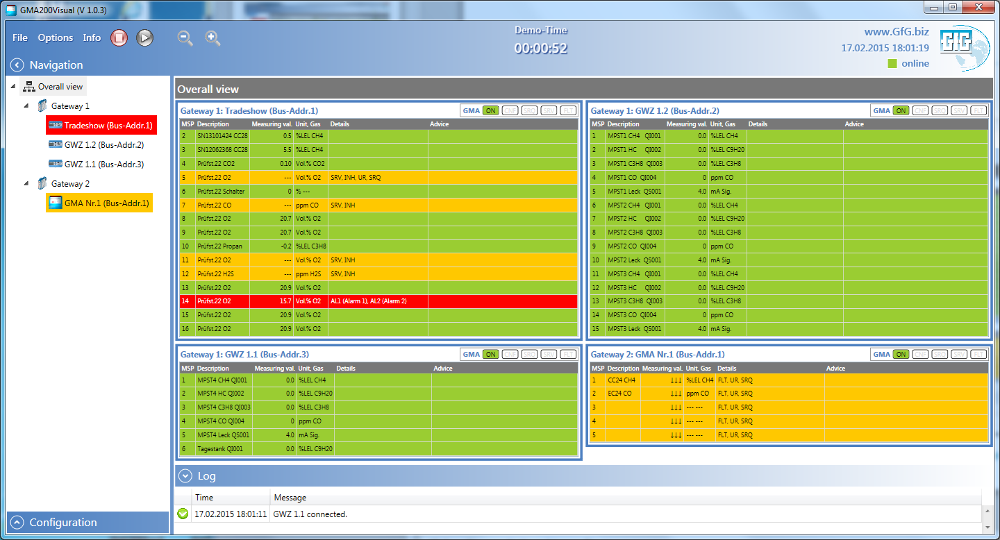 GMA200Visual (V 1.0.3)
File Options Info
Demo-Time
00:00:52
www.GfG.biz
17.02.2015 18:01:19
online
GfG
Navigation
Overall view
Gateway 1
Tradeshow (Bus-Addr.1)
GWZ 1.2 (Bus-Addr.2)
GWZ 1.1 (Bus-Addr.3)
Gateway 2
GMA Nr.1 (Bus-Addr.1)
Configuration
Overall view
Gateway 1: Tradeshow (Bus-Addr.1) GMA ON CNF SRQ SRV FLT
MSP Description Measuring val. Unit, Gas Details Advice
2 SN13101424 CC28 0.5 %LEL CH4
3 SN12062368 CC28 5.5 %LEL CH4
4 Prüfst.22 CO2 0.10 Vol.% CO2
5 Prüfst.22 O2 --- Vol.% O2 SRV, INH, UR, SRQ
6 Prüfst.22 Schalter 0 % ---
7 Prüfst.22 CO --- ppm CO SRV, INH
8 Prüfst.22 O2 20.7 Vol.% O2
9 Prüfst.22 O2 20.7 Vol.% O2
10 Prüfst.22 Propan -0.2 %LEL C3H8
11 Prüfst.22 O2 --- Vol.% O2 SRV, INH
12 Prüfst.22 H2S --- ppm H2S SRV, INH
13 Prüfst.22 O2 20.9 Vol.% O2
14 Prüfst.22 O2 15.7 Vol.% O2 AL1 (Alarm 1), AL2 (Alarm 2)
15 Prüfst.22 O2 20.9 Vol.% O2
16 Prüfst.22 O2 20.9 Vol.% O2
Gateway 1: GWZ 1.2 (Bus-Addr.2) GMA ON CNF SRQ SRV FLT
MSP Description Measuring val. Unit, Gas Details Advice
1 MPST1 CH4 QI001 0.0 %LEL CH4
2 MPST1 HC QI002 0.0 %LEL C9H20
3 MPST1 C3H8 QI003 0.0 %LEL C3H8
4 MPST1 CO QI004 0 ppm CO
5 MPST1 Leck QS001 4.0 mA Sig.
6 MPST2 CH4 QI001 0.0 %LEL CH4
7 MPST2 HC QI002 0.0 %LEL C9H20
8 MPST2 C3H8 QI003 0.0 %LEL C3H8
9 MPST2 CO QI004 0 ppm CO
10 MPST2 Leck QS001 4.0 mA Sig.
11 MPST3 CH4 QI001 0.0 %LEL CH4
12 MPST3 HC QI002 0.0 %LEL C9H20
13 MPST3 C3H8 QI003 0.0 %LEL C3H8
14 MPST3 CO QI004 0 ppm CO
15 MPST3 Leck QS001 4.0 mA Sig.
Gateway 1: GWZ 1.1 (Bus-Addr.3) GMA ON CNF SRQ SRV FLT
MSP Description Measuring val. Unit, Gas Details Advice
1 MPST4 CH4 QI001 0.0 %LEL CH4
2 MPST4 HC QI002 0.0 %LEL C9H20
3 MPST4 C3H8 QI003 0.0 %LEL C3H8
4 MPST4 CO QI004 0 ppm CO
5 MPST4 Leck QS001 4.0 mA Sig.
6 Tagestank QI001 0.0 %LEL C9H20
Gateway 2: GMA Nr.1 (Bus-Addr.1) GMA ON CNF SRQ SRV FLT
MSP Description Measuring val. Unit, Gas Details Advice
1 CC24 CH4 ↓↓↓ %LEL CH4 FLT, UR, SRQ
2 EC24 CO ↓↓↓ ppm CO FLT, UR, SRQ
3 ↓↓↓ --- --- FLT, UR, SRQ
4 ↓↓↓ --- --- FLT, UR, SRQ
5 ↓↓↓ --- --- FLT, UR, SRQ
Log
Time Message
17.02.2015 18:01:11 GWZ 1.1 connected.